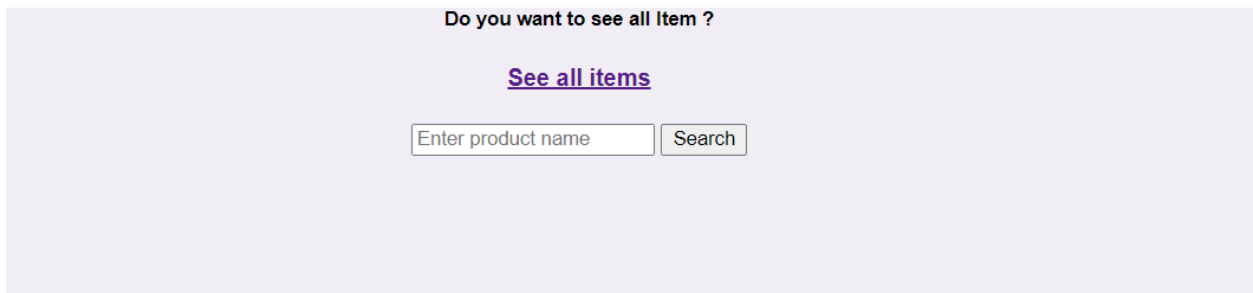 Do you want to see all Item ?
See all items
Enter product name Search